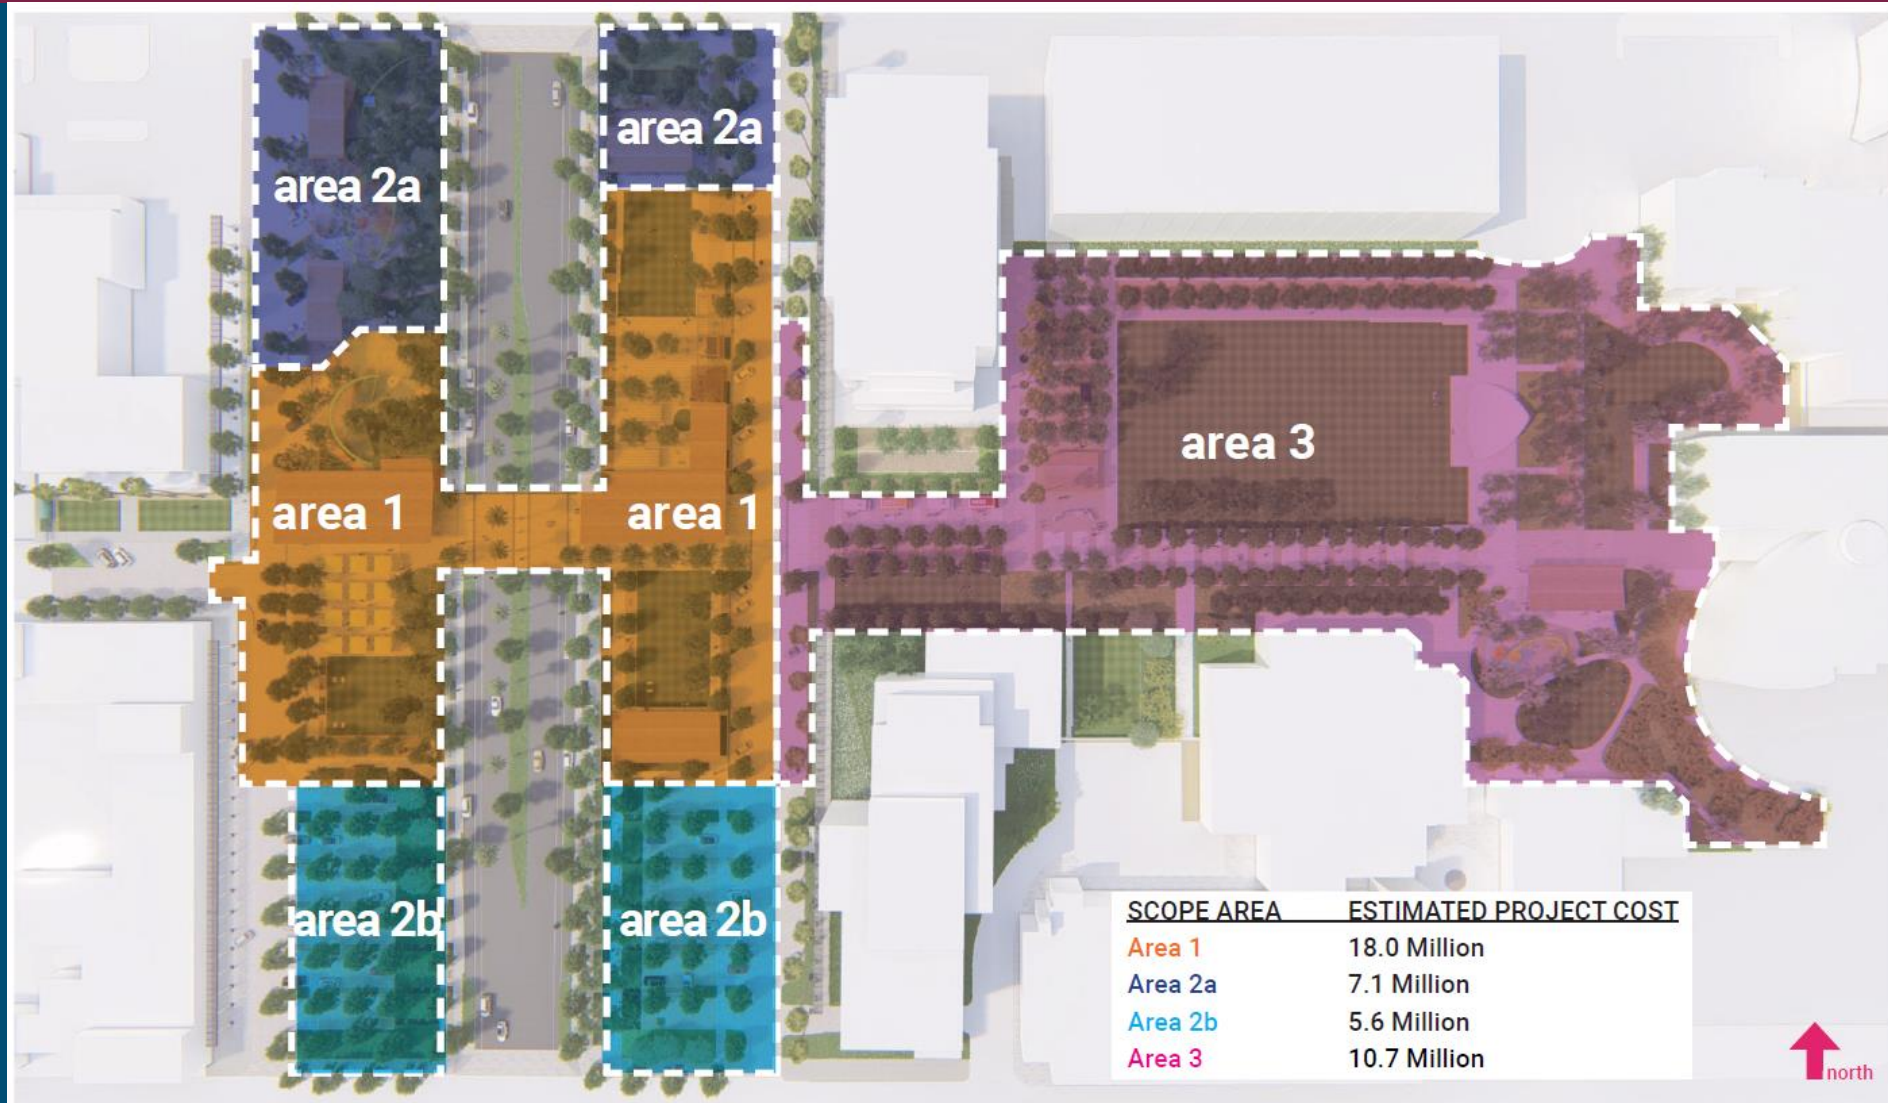 area 2a
area 2a
area 3
area 1
area 1
area 2b
area 2b
SCOPE AREA ESTIMATED PROJECT COST
Area 1 18.0 Million
Area 2a 7.1 Million
Area 2b 5.6 Million
Area 3 10.7 Million
north